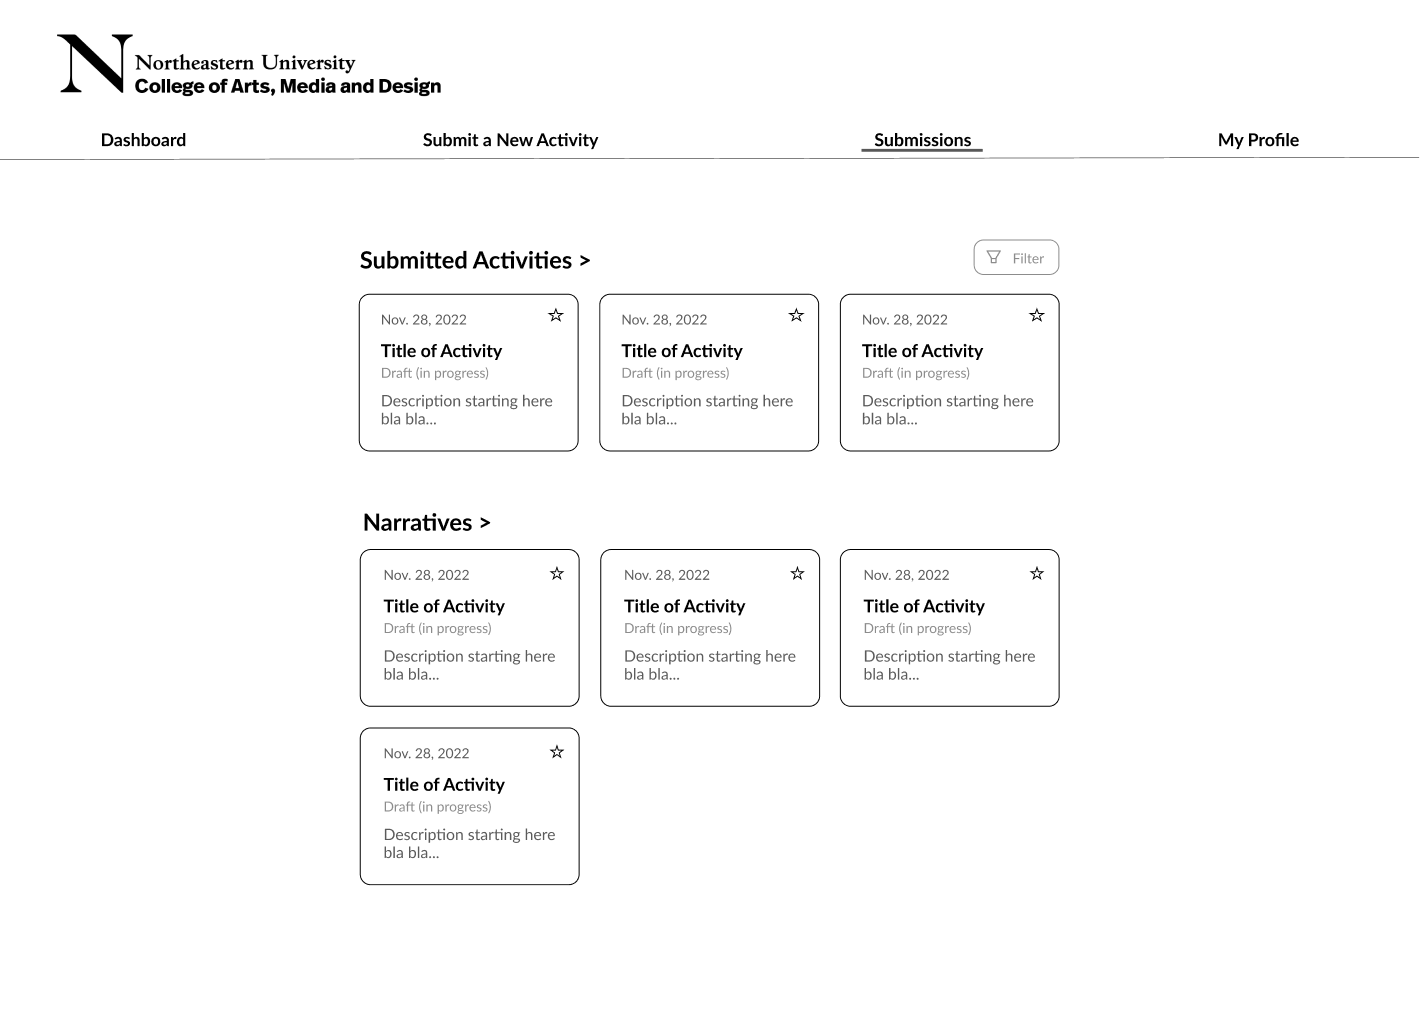 N
Northeastern University
College of Arts, Media and Design
Dashboard
Submit a New Activity
Submissions
My Profile
Submitted Activities >
Filter
Nov. 28, 2022
Title of Activity
Draft (in progress)
Description starting here
bla bla...
Nov. 28, 2022
Title of Activity
Draft (in progress)
Description starting here
bla bla...
Nov. 28, 2022
Title of Activity
Draft (in progress)
Description starting here
bla bla...
Narratives >
Nov. 28, 2022
Title of Activity
Draft (in progress)
Description starting here
bla bla...
Nov. 28, 2022
Title of Activity
Draft (in progress)
Description starting here
bla bla...
Nov. 28, 2022
Title of Activity
Draft (in progress)
Description starting here
bla bla...
Nov. 28, 2022
Title of Activity
Draft (in progress)
Description starting here
bla bla...